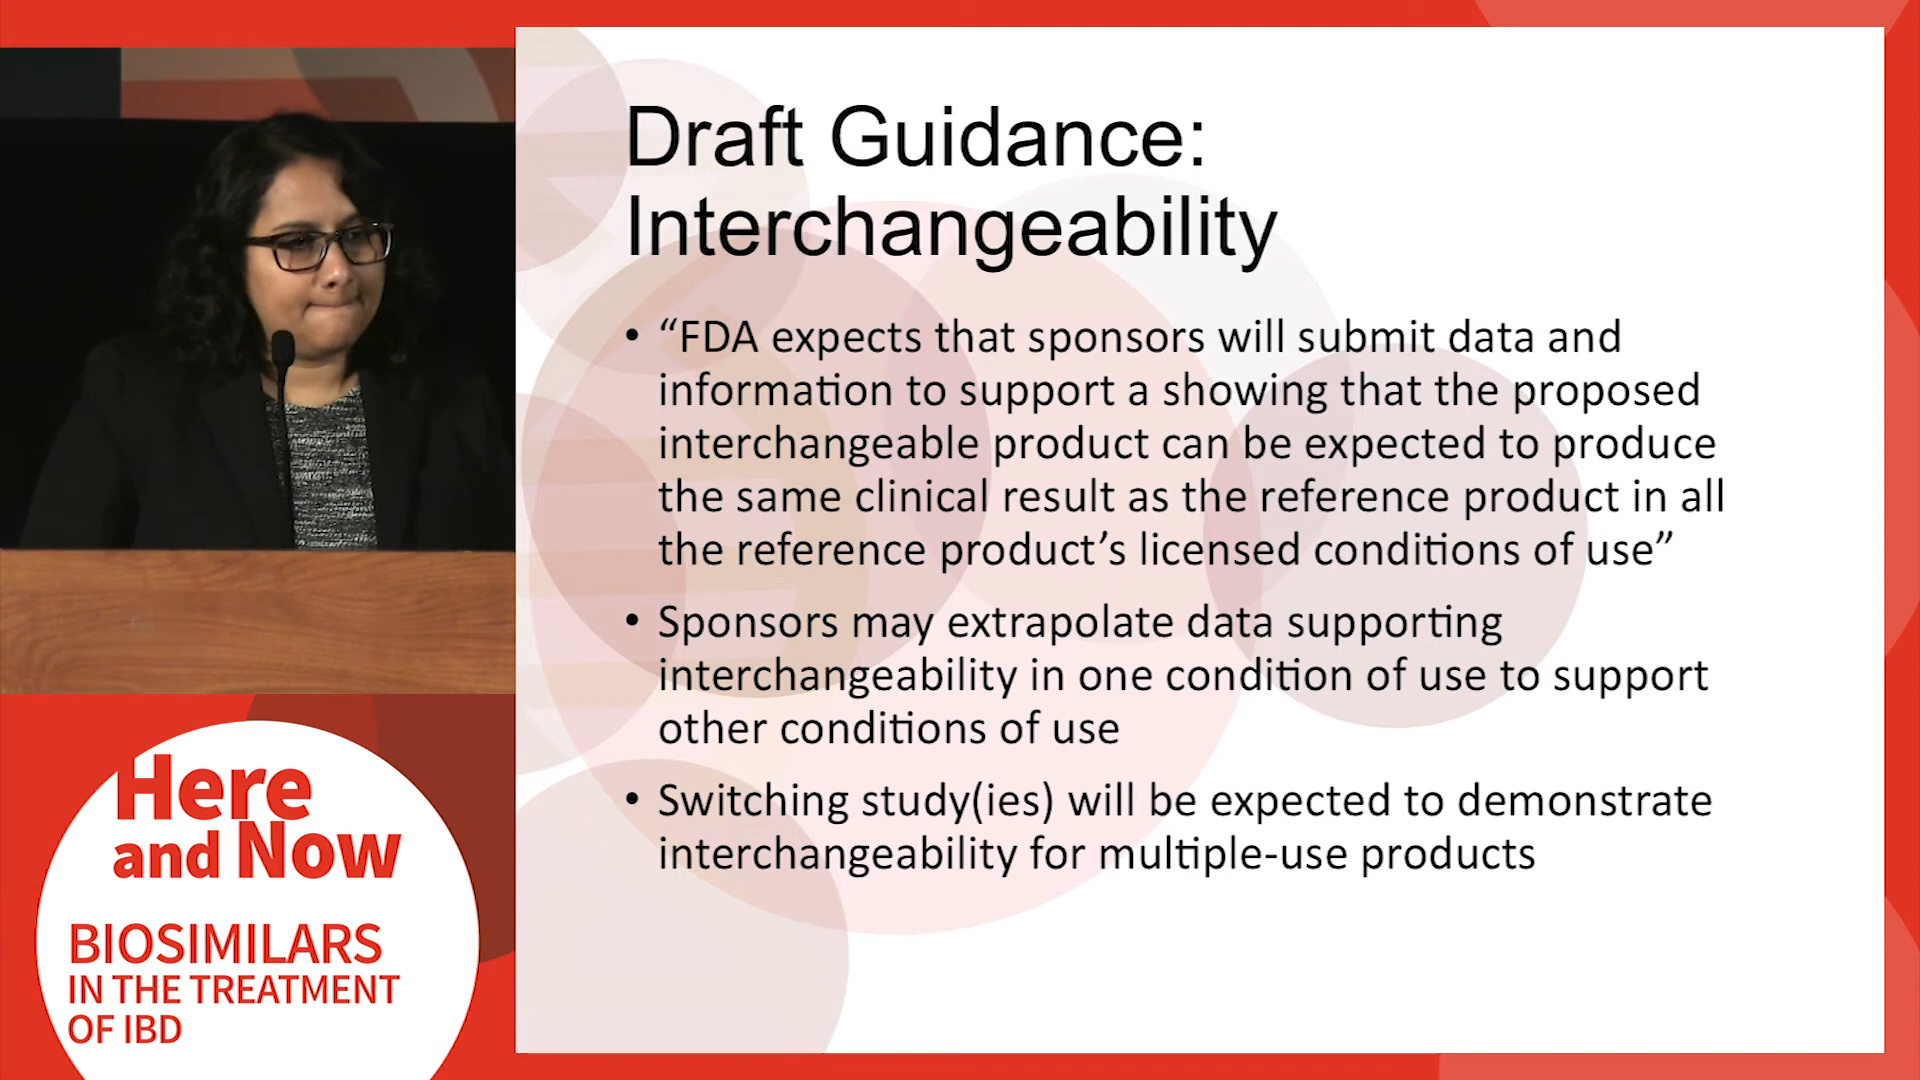 Draft Guidance:
Interchangeability
• “FDA expects that sponsors will submit data and
information to support a showing that the proposed
interchangeable product can be expected to produce
the same clinical result as the reference product in all
the reference product’s licensed conditions of use”
• Sponsors may extrapolate data supporting
interchangeability in one condition of use to support
other conditions of use
• Switching study(ies) will be expected to demonstrate
interchangeability for multiple-use products
Here
and Now
BIOSIMILARS
IN THE TREATMENT
OF IBD